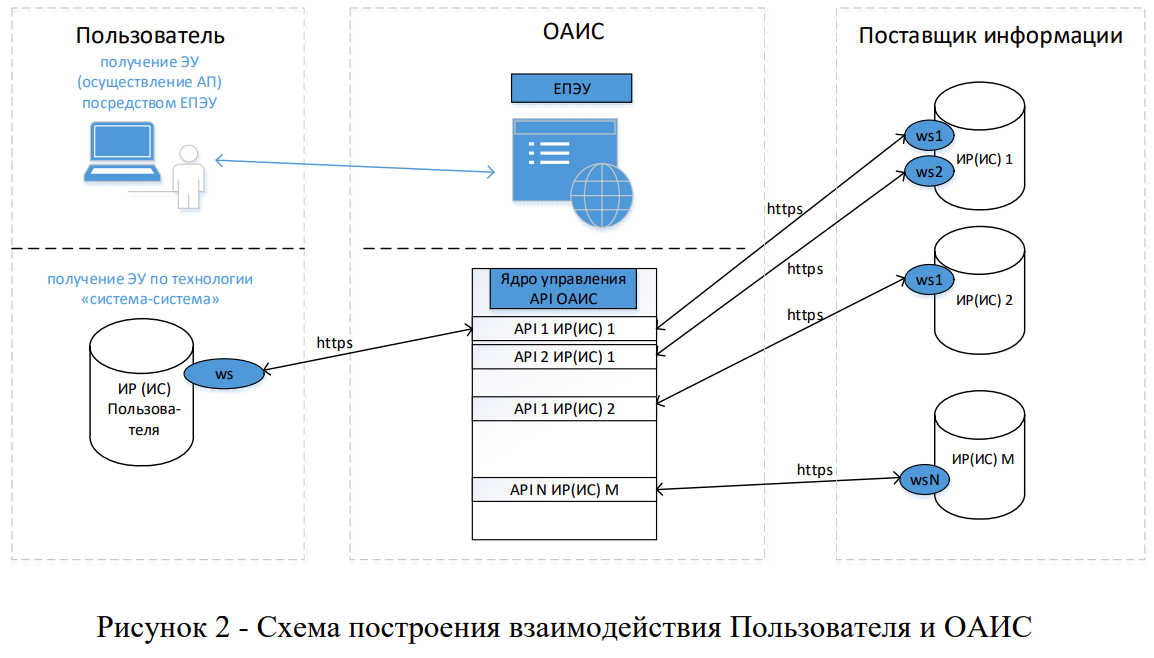 Пользователь
получение ЭУ
(осуществление АП)
посредством ЕПЭУ
получение ЭУ по технологии
«система-система»
ИР (ИС)
Пользова-
теля
ws
https
ОАИС
ЕПЭУ
Ядро управления
API ОАИС
API 1 ИР(ИС) 1
API 2 ИР(ИС) 1
API 1 ИР(ИС) 2
API N ИР(ИС) M
https
https
https
https
Поставщик информации
ws1
ws2
ИР(ИС) 1
ws1
ИР(ИС) 2
ИР(ИС) M
wsN
Рисунок 2 - Схема построения взаимодействия Пользователя и ОАИС